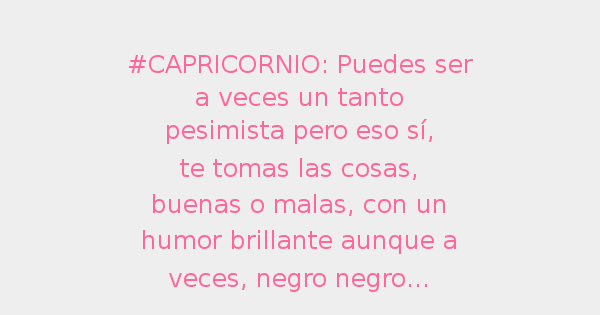 #CAPRICORNIO: Puedes ser
a veces un tanto
pesimista pero eso sí,
te tomas las cosas,
buenas o malas, con un
humor brillante aunque a
veces, negro negro...